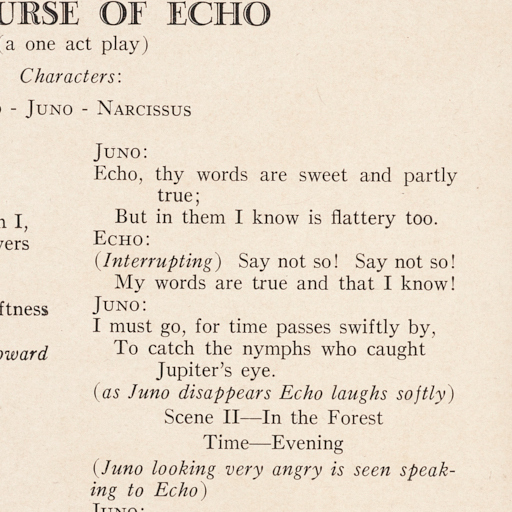 URSE OF ECHO
(a one act play)
Characters:
- JUNO - NARCISSUS
I,
ftness
JUNO:
Echo, thy words are sweet and partly
true;
But in them I know is flattery too.
ECHO:
(Interrupting) Say not so! Say not so!
My words are true and that I know!
JUNO:
I must go, for time passes swiftly by,
To catch the nymphs who caught
Jupiter's eye.
(as Juno disappears Echo laughs softly)
Scene II—In the Forest
Time—Evening
(Juno looking very angry is seen speak-
ing to Echo)
JUNO: